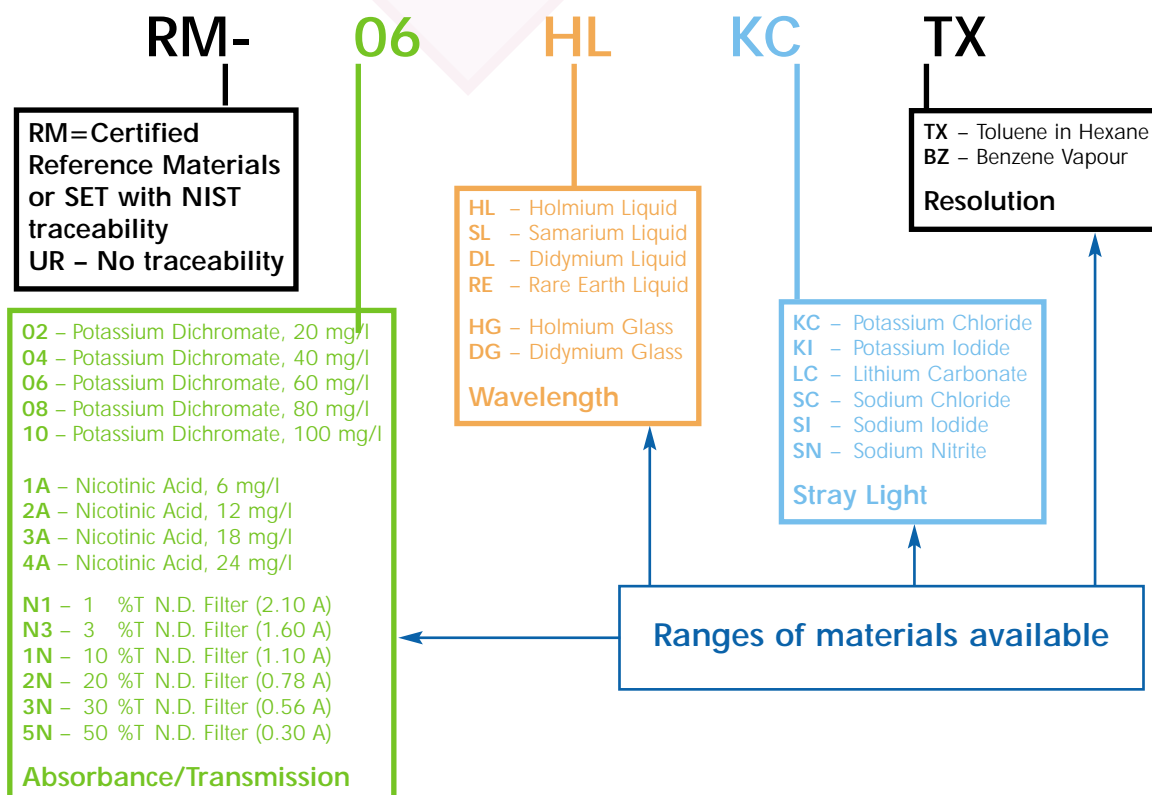 RM- 06 HL KC TX
RM=Certified
Reference Materials
or SET with NIST
traceability
UR – No traceability
02 – Potassium Dichromate, 20 mg/l
04 – Potassium Dichromate, 40 mg/l
06 – Potassium Dichromate, 60 mg/l
08 – Potassium Dichromate, 80 mg/l
10 – Potassium Dichromate, 100 mg/l
1A – Nicotinic Acid, 6 mg/l
2A – Nicotinic Acid, 12 mg/l
3A – Nicotinic Acid, 18 mg/l
4A – Nicotinic Acid, 24 mg/l
N1 – 1 %T N.D. Filter (2.10 A)
N3 – 3 %T N.D. Filter (1.60 A)
1N – 10 %T N.D. Filter (1.10 A)
2N – 20 %T N.D. Filter (0.78 A)
3N – 30 %T N.D. Filter (0.56 A)
5N – 50 %T N.D. Filter (0.30 A)
Absorbance/Transmission
HL – Holmium Liquid
SL – Samarium Liquid
DL – Didymium Liquid
RE – Rare Earth Liquid
HG – Holmium Glass
DG – Didymium Glass
Wavelength
KC – Potassium Chloride
KI – Potassium Iodide
LC – Lithium Carbonate
SC – Sodium Chloride
SI – Sodium Iodide
SN – Sodium Nitrite
Stray Light
TX – Toluene in Hexane
BZ – Benzene Vapour
Resolution
Ranges of materials available